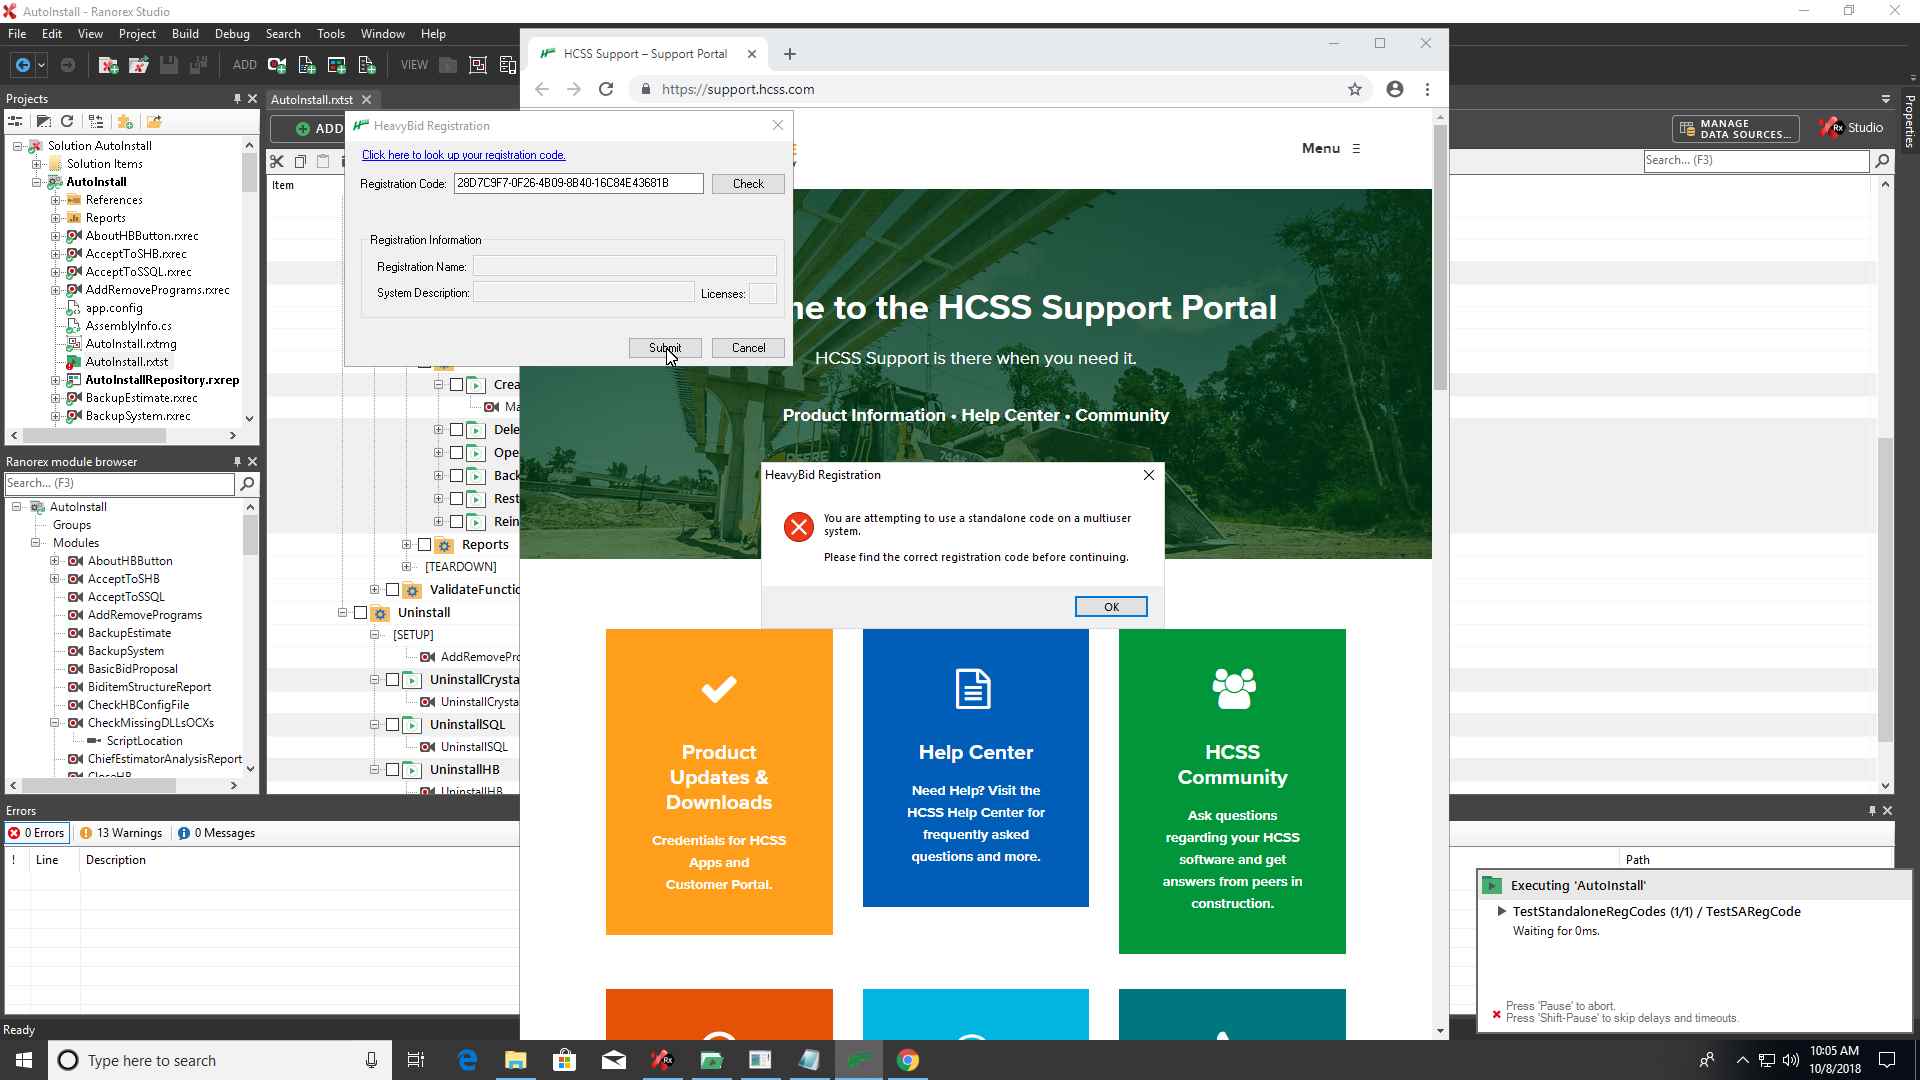 AutoInstall - Ranorex Studio
File Edit View Project Build Debug Search Tools Window Help
ADD
VIEW
Projects
AutoInstall.rxtst
ADD
Solution AutoInstall
Solution Items
AutoInstall
References
Reports
AboutHBButton.rxrec
AcceptToSHB.rxrec
AcceptToSSQL.rxrec
AddRemovePrograms.rxrec
app.config
AssemblyInfo.cs
AutoInstall.rxtmg
AutoInstall.rxtst
AutoInstallRepository.rxrep
BackupEstimate.rxrec
BackupSystem.rxrec
Ranorex module browser
Search... (F3)
AutoInstall
Groups
Modules
AboutHBButton
AcceptToSHB
AcceptToSSQL
AddRemovePrograms
BackupEstimate
BackupSystem
BasicBidProposal
BiditemStructureReport
CheckHBConfigFile
CheckMissingDLLsOCXs
ScriptLocation
ChiefEstimatorAnalysisReport
CloseHB
Item
Crea
Ma
Dele
Ope
Back
Rest
Rein
Reports
[TEARDOWN]
ValidateFunctio
Uninstall
[SETUP]
AddRemovePro
UninstallCrysta
UninstallCrysta
UninstallSQL
UninstallSQL
UninstallHB
UninstallHB
HeavyBid Registration
Click here to look up your registration code.
Registration Code: 28D7C9F7-0F26-4B09-8B40-16C84E43681B Check
Registration Information
Registration Name:
System Description: Licenses:
Submit Cancel
HCSS Support – Support Portal
https://support.hcss.com
Menu
me to the HCSS Support Portal
HCSS Support is there when you need it.
Product Information • Help Center • Community
HeavyBid Registration
You are attempting to use a standalone code on a multiuser
system.
Please find the correct registration code before continuing.
OK
Product
Updates &
Downloads
Credentials for HCSS
Apps and
Customer Portal.
Help Center
Need Help? Visit the
HCSS Help Center for
frequently asked
questions and more.
HCSS
Community
Ask questions
regarding your HCSS
software and get
answers from peers in
construction.
MANAGE
DATA SOURCES...
Studio
Search... (F3)
Properties
Errors
0 Errors 13 Warnings 0 Messages
! Line Description
Path
Executing 'AutoInstall'
TestStandaloneRegCodes (1/1) / TestSARegCode
Waiting for 0ms.
Press 'Pause' to abort.
Press 'Shift-Pause' to skip delays and timeouts.
Ready
Type here to search
10:05 AM
10/8/2018